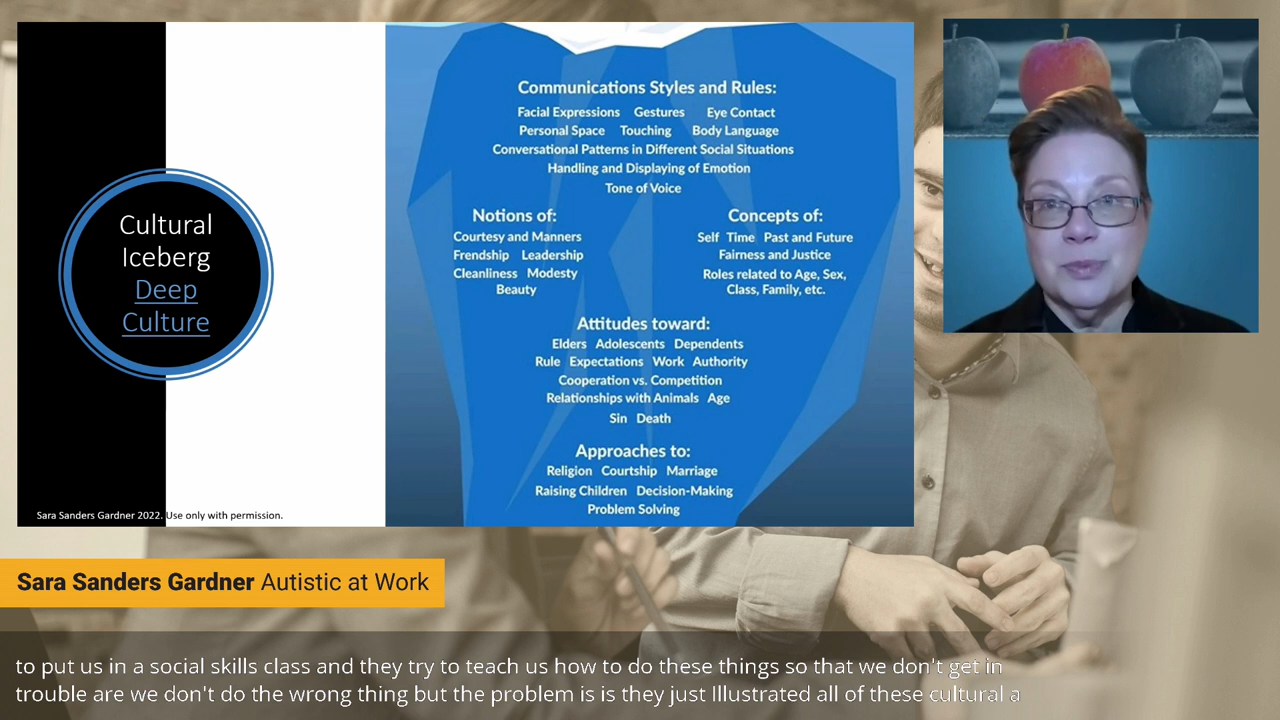 Cultural
Iceberg
Deep
Culture
Sara Sanders Gardner 2022. Use only with permission.
Communications Styles and Rules:
Facial Expressions Gestures Eye Contact
Personal Space Touching Body Language
Conversational Patterns in Different Social Situations
Handling and Displaying of Emotion
Tone of Voice
Notions of:
Courtesy and Manners
Frendship Leadership
Cleanliness Modesty
Beauty
Concepts of:
Self Time Past and Future
Fairness and Justice
Roles related to Age, Sex,
Class, Family, etc.
Attitudes toward:
Elders Adolescents Dependents
Rule Expectations Work Authority
Cooperation vs. Competition
Relationships with Animals Age
Sin Death
Approaches to:
Religion Courtship Marriage
Raising Children Decision-Making
Problem Solving
Sara Sanders Gardner Autistic at Work
to put us in a social skills class and they try to teach us how to do these things so that we don't get in
trouble are we don't do the wrong thing but the problem is is they just Illustrated all of these cultural a